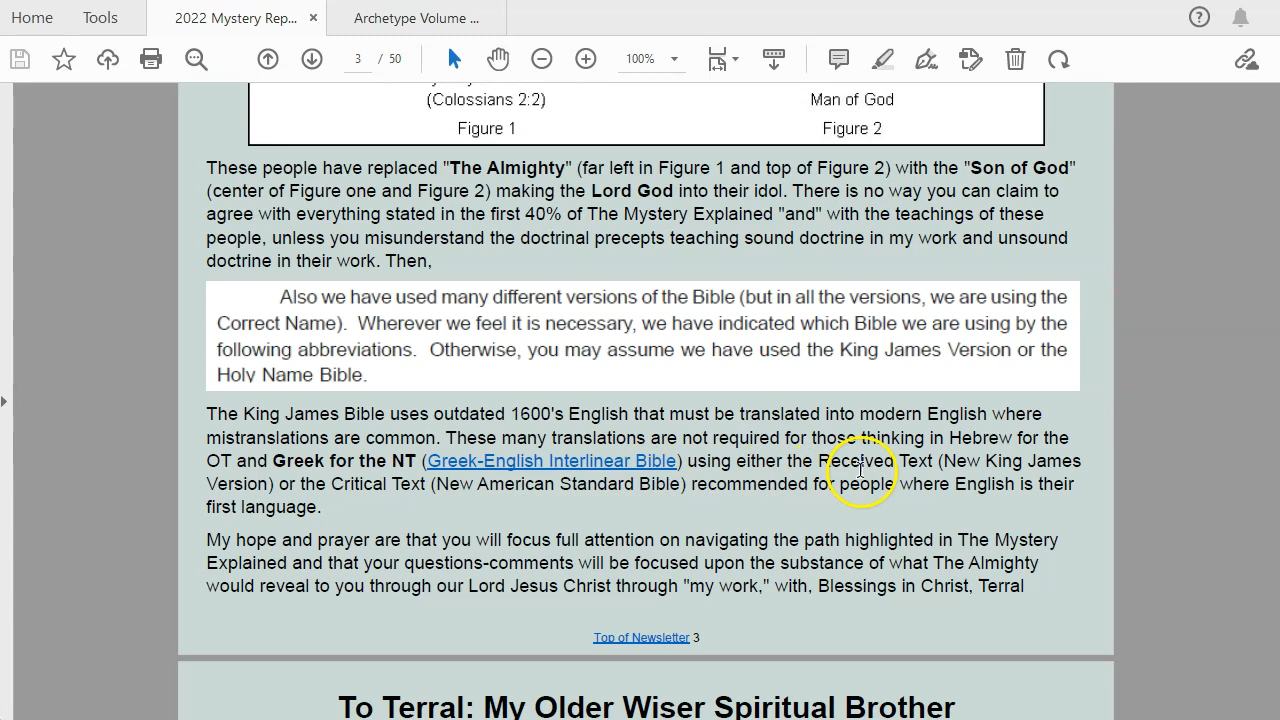 Home Tools 2022 Mystery Rep... × Archetype Volume ...
3 / 50 100%
(Colossians 2:2) Man of God
Figure 1 Figure 2
These people have replaced "The Almighty" (far left in Figure 1 and top of Figure 2) with the "Son of God"
(center of Figure one and Figure 2) making the Lord God into their idol. There is no way you can claim to
agree with everything stated in the first 40% of The Mystery Explained "and" with the teachings of these
people, unless you misunderstand the doctrinal precepts teaching sound doctrine in my work and unsound
doctrine in their work. Then,
Also we have used many different versions of the Bible (but in all the versions, we are using the
Correct Name). Wherever we feel it is necessary, we have indicated which Bible we are using by the
following abbreviations. Otherwise, you may assume we have used the King James Version or the
Holy Name Bible.
The King James Bible uses outdated 1600's English that must be translated into modern English where
mistranslations are common. These many translations are not required for those thinking in Hebrew for the
OT and Greek for the NT (Greek-English Interlinear Bible) using either the Received Text (New King James
Version) or the Critical Text (New American Standard Bible) recommended for people where English is their
first language.
My hope and prayer are that you will focus full attention on navigating the path highlighted in The Mystery
Explained and that your questions-comments will be focused upon the substance of what The Almighty
would reveal to you through our Lord Jesus Christ through "my work," with, Blessings in Christ, Terral
Top of Newsletter 3
To Terral: My Older Wiser Spiritual Brother